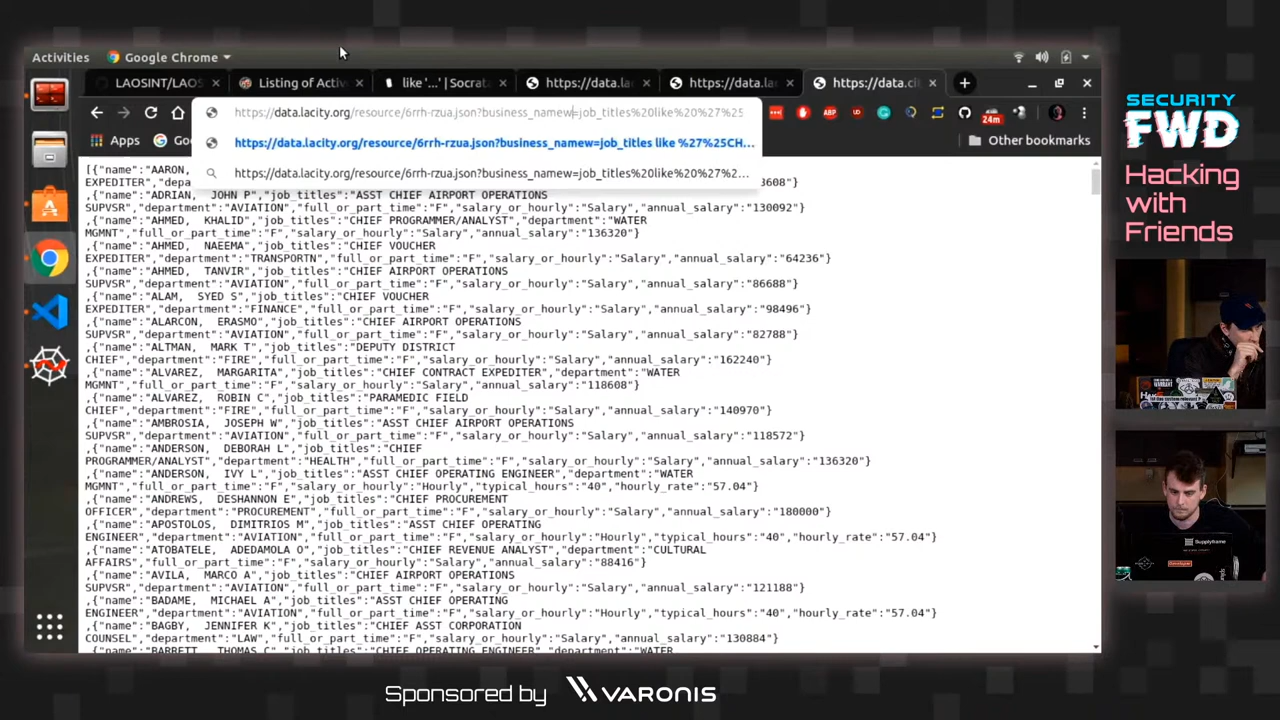 Activities
Google Chrome
LAOSINT/LAOS
Listing of Activ
like '...' | Socrat
https://data.la
https://data.la
https://data.ci
https://data.lacity.org/resource/6rrh-rzua.json?business_namew=job_titles%20like%20%27%25
https://data.lacity.org/resource/6rrh-rzua.json?business_namew=job_titles like %27%25CH...
https://data.lacity.org/resource/6rrh-rzua.json?business_namew=job_titles%20like%20%27%2...
ABP
24m
Apps
Go
Other bookmarks
[{"name":"AARON,
EXPEDITER","depa
3608"}
,{"name":"ADRIAN, JOHN P","job_titles":"ASST CHIEF AIRPORT OPERATIONS
SUPVSR","department":"AVIATION","full_or_part_time":"F","salary_or_hourly":"Salary","annual_salary":"130092"}
,{"name":"AHMED, KHALID","job_titles":"CHIEF PROGRAMMER/ANALYST","department":"WATER
MGMNT","full_or_part_time":"F","salary_or_hourly":"Salary","annual_salary":"136320"}
,{"name":"AHMED, NAEEMA","job_titles":"CHIEF VOUCHER
EXPEDITER","department":"TRANSPORTN","full_or_part_time":"F","salary_or_hourly":"Salary","annual_salary":"64236"}
,{"name":"AHMED, TANVIR","job_titles":"CHIEF AIRPORT OPERATIONS
SUPVSR","department":"AVIATION","full_or_part_time":"F","salary_or_hourly":"Salary","annual_salary":"86688"}
,{"name":"ALAM, SYED S","job_titles":"CHIEF VOUCHER
EXPEDITER","department":"FINANCE","full_or_part_time":"F","salary_or_hourly":"Salary","annual_salary":"98496"}
,{"name":"ALARCON, ERASMO","job_titles":"CHIEF AIRPORT OPERATIONS
SUPVSR","department":"AVIATION","full_or_part_time":"F","salary_or_hourly":"Salary","annual_salary":"82788"}
,{"name":"ALTMAN, MARK T","job_titles":"DEPUTY DISTRICT
CHIEF","department":"FIRE","full_or_part_time":"F","salary_or_hourly":"Salary","annual_salary":"162240"}
,{"name":"ALVAREZ, MARGARITA","job_titles":"CHIEF CONTRACT EXPEDITER","department":"WATER
MGMNT","full_or_part_time":"F","salary_or_hourly":"Salary","annual_salary":"118608"}
,{"name":"ALVAREZ, ROBIN C","job_titles":"PARAMEDIC FIELD
CHIEF","department":"FIRE","full_or_part_time":"F","salary_or_hourly":"Salary","annual_salary":"140970"}
,{"name":"AMBROSIA, JOSEPH W","job_titles":"ASST CHIEF AIRPORT OPERATIONS
SUPVSR","department":"AVIATION","full_or_part_time":"F","salary_or_hourly":"Salary","annual_salary":"118572"}
,{"name":"ANDERSON, DEBORAH L","job_titles":"CHIEF
PROGRAMMER/ANALYST","department":"HEALTH","full_or_part_time":"F","salary_or_hourly":"Salary","annual_salary":"136320"}
,{"name":"ANDERSON, IVY L","job_titles":"ASST CHIEF OPERATING ENGINEER","department":"WATER
MGMNT","full_or_part_time":"F","salary_or_hourly":"Hourly","typical_hours":"40","hourly_rate":"57.04"}
,{"name":"ANDREWS, DESHANNON E","job_titles":"CHIEF PROCUREMENT
OFFICER","department":"PROCUREMENT","full_or_part_time":"F","salary_or_hourly":"Salary","annual_salary":"180000"}
,{"name":"APOSTOLOS, DIMITRIOS M","job_titles":"ASST CHIEF OPERATING
ENGINEER","department":"AVIATION","full_or_part_time":"F","salary_or_hourly":"Hourly","typical_hours":"40","hourly_rate":"57.04"}
,{"name":"ATOBATELE, ADEDAMOLA O","job_titles":"CHIEF REVENUE ANALYST","department":"CULTURAL
AFFAIRS","full_or_part_time":"F","salary_or_hourly":"Salary","annual_salary":"88416"}
,{"name":"AVILA, MARCO A","job_titles":"CHIEF AIRPORT OPERATIONS
SUPVSR","department":"AVIATION","full_or_part_time":"F","salary_or_hourly":"Salary","annual_salary":"121188"}
,{"name":"BADAME, MICHAEL A","job_titles":"ASST CHIEF OPERATING
ENGINEER","department":"AVIATION","full_or_part_time":"F","salary_or_hourly":"Hourly","typical_hours":"40","hourly_rate":"57.04"}
,{"name":"BAGBY, JENNIFER K","job_titles":"CHIEF ASST CORPORATION
COUNSEL","department":"LAW","full_or_part_time":"F","salary_or_hourly":"Salary","annual_salary":"130884"}
,{"name":"BARRETT, THOMAS C","job_titles":"CHIEF OPERATING ENGINEER","department":"WATER
SECURITY
FWD
Hacking
with
Friends
Supplyframe
Sponsored by
VARONIS